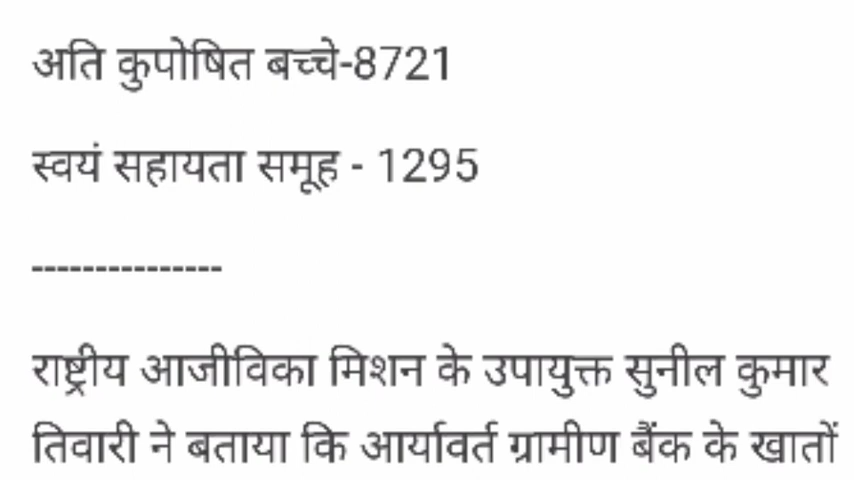 अति कुपोषित बच्चे-8721
स्वयं सहायता समूह - 1295
---------------
राष्ट्रीय आजीविका मिशन के उपायुक्त सुनील कुमार
तिवारी ने बताया कि आर्यावर्त ग्रामीण बैंक के खातों